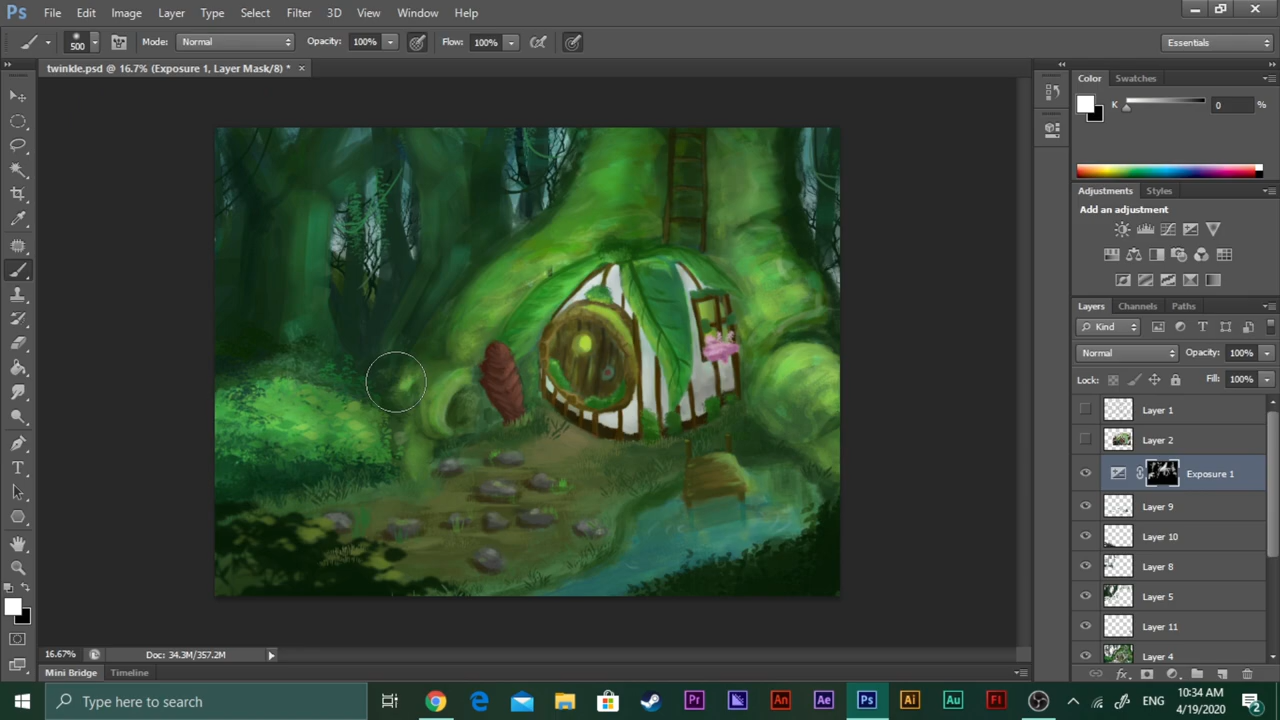 Ps File Edit Image Layer Type Select Filter 3D View Window Help
500 Mode: Normal Opacity: 100% Flow: 100% Essentials
twinkle.psd @ 16.7% (Exposure 1, Layer Mask/8) * ×
Color Swatches
K 0 %
Adjustments Styles
Add an adjustment
Layers Channels Paths
Kind
Normal Opacity: 100%
Lock: Fill: 100%
Layer 1
Layer 2
Exposure 1
Layer 9
Layer 10
Layer 8
Layer 5
Layer 11
Layer 4
16.67% Doc: 34.3M/357.2M
Mini Bridge Timeline
Type here to search
Pr An Ae Ps Ai Au Fl
ENG
10:34 AM
4/19/2020
2